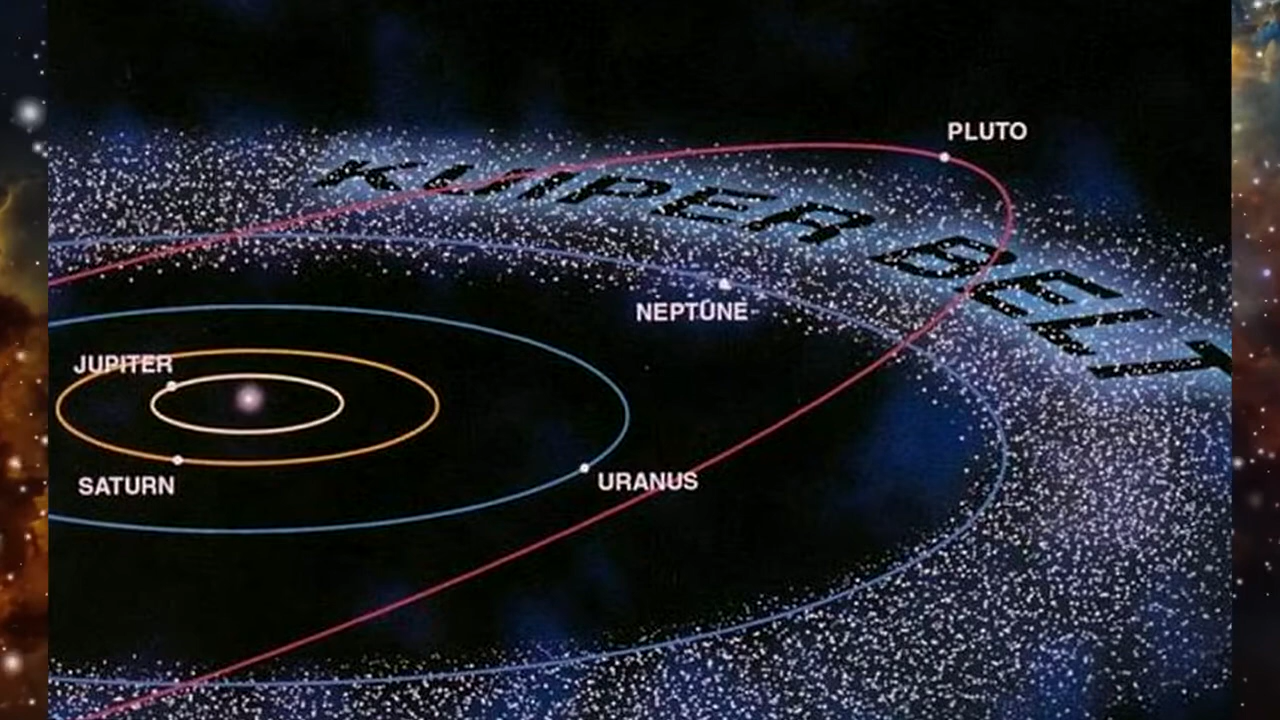 PLUTO
KUIPER BELT
NEPTUNE
JUPITER
SATURN
URANUS